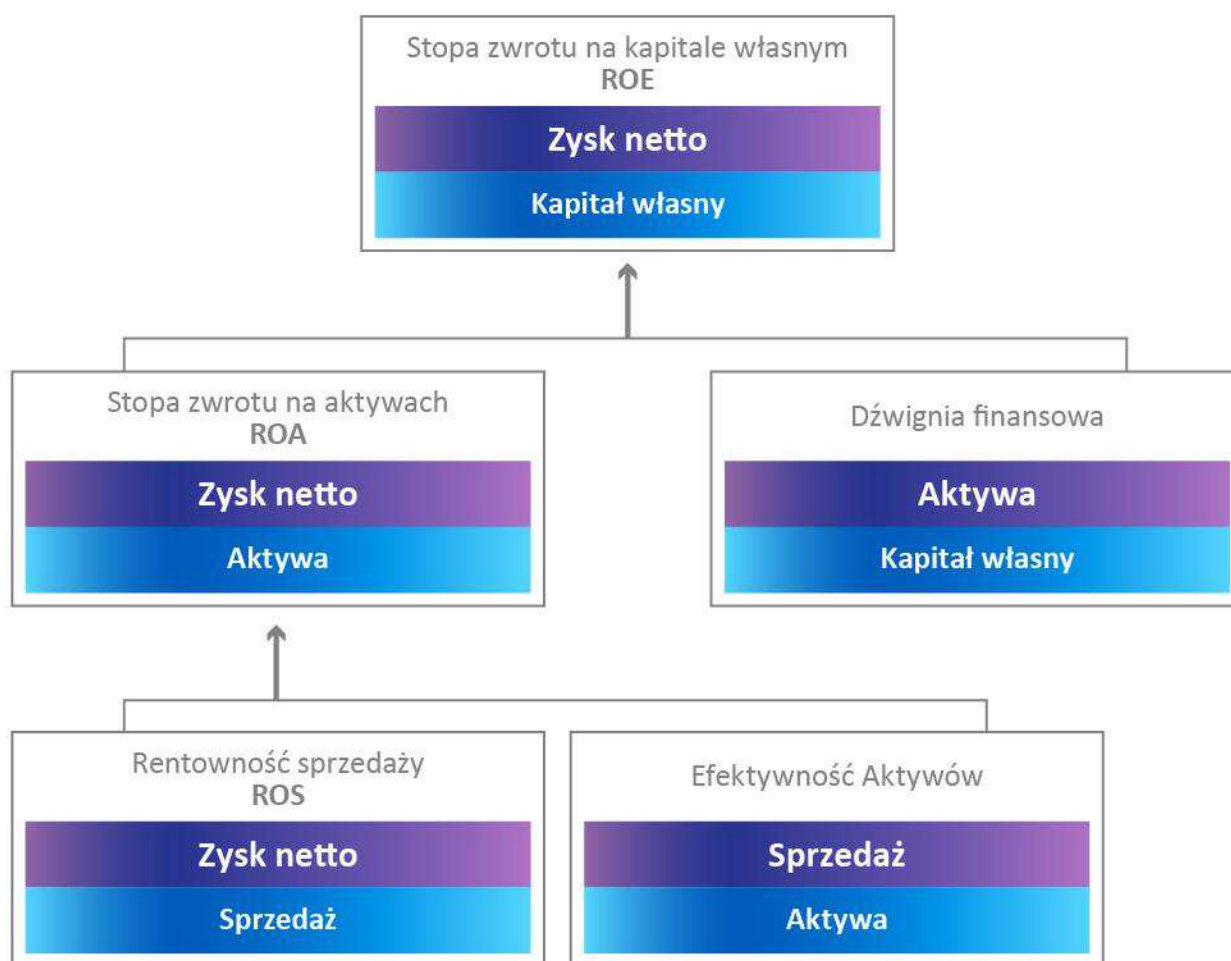 Stopa zwrotu na kapitale własnym
ROE
Zysk netto
Kapitał własny
Stopa zwrotu na aktywach
ROA
Zysk netto
Aktywa
Dźwignia finansowa
Aktywa
Kapitał własny
Rentowność sprzedaży
ROS
Zysk netto
Sprzedaż
Efektywność Aktywów
Sprzedaż
Aktywa